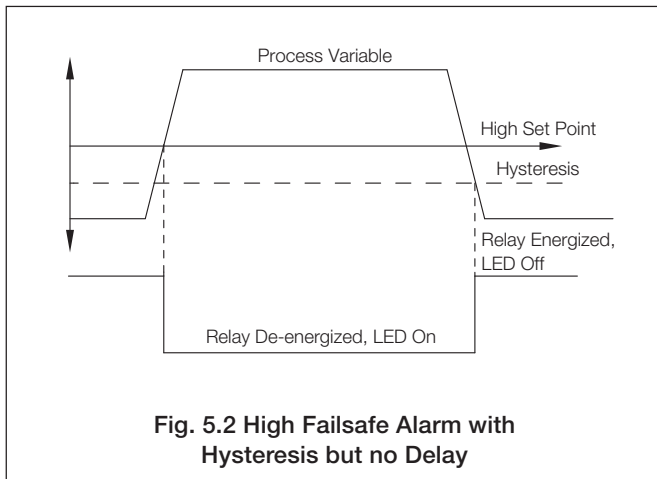 Process Variable
High Set Point
Hysteresis
Relay Energized,
LED Off
Relay De-energized, LED On
Fig. 5.2 High Failsafe Alarm with
Hysteresis but no Delay